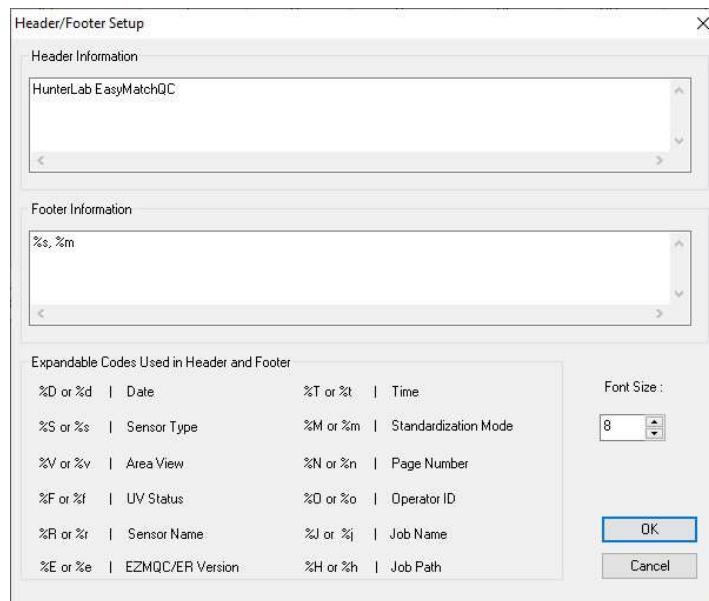 Header/Footer Setup
Header Information
HunterLab EasyMatchQC
Footer Information
%s, %m
Expandable Codes Used in Header and Footer
%D or %d | Date %T or %t | Time
%S or %s | Sensor Type %M or %m | Standardization Mode
%V or %v | Area View %N or %n | Page Number
%F or %f | UV Status %O or %o | Operator ID
%R or %r | Sensor Name %J or %j | Job Name
%E or %e | EZMQC/ER Version %H or %h | Job Path
Font Size :
8
OK
Cancel